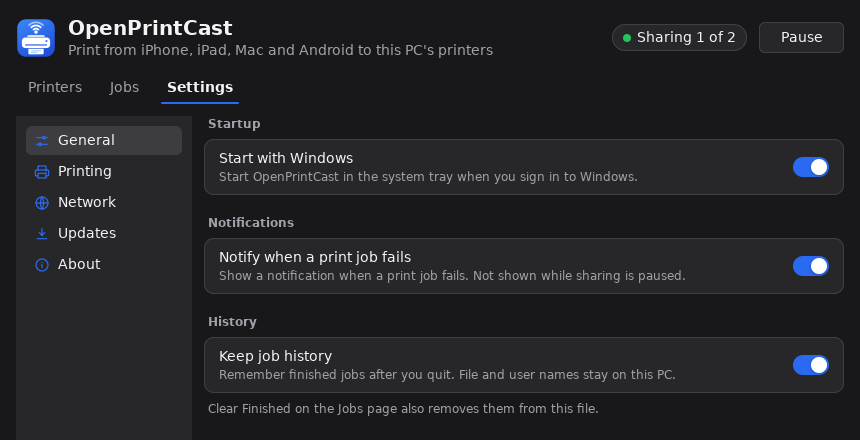 OpenPrintCast
Print from iPhone, iPad, Mac and Android to this PC's printers
Sharing 1 of 2
Pause
Printers
Jobs
Settings
General
Printing
Network
Updates
About
Startup
Start with Windows
Start OpenPrintCast in the system tray when you sign in to Windows.
Notifications
Notify when a print job fails
Show a notification when a print job fails. Not shown while sharing is paused.
History
Keep job history
Remember finished jobs after you quit. File and user names stay on this PC.
Clear Finished on the Jobs page also removes them from this file.